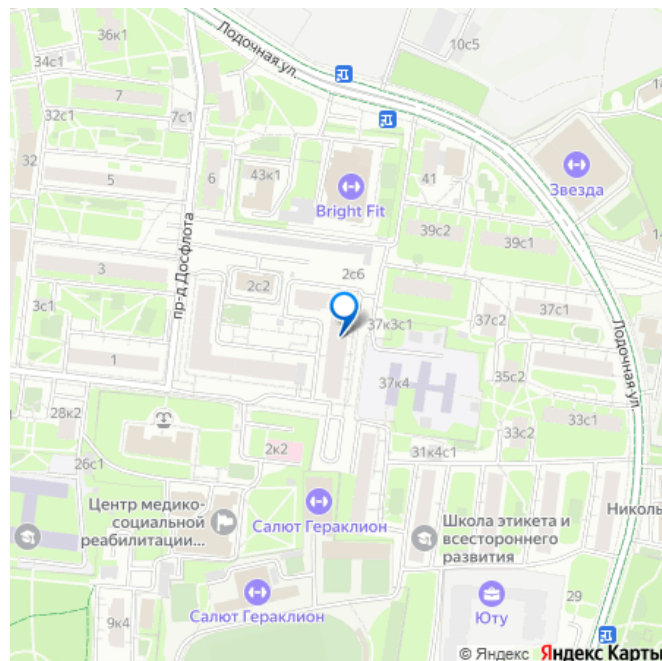 36к1
Лодочная ул.
10с5
34с1
7
32с1
7с1
32
5
6
43к1
Bright Fit
41
Звезда
39с2
39с1
14
пр-д Досфлота
3
2с2
2с6
3с1
37к3с1
37с2
37с1
Лодочная ул.
1
37к4
35с2
28к2
33с1
33с2
2к2
31к4с1
26с1
Центр медико-
социальной
реабилитации...
Салют Гераклион
Школа этикета и
всестороннего
развития
Николь
Салют Гераклион
9к4
Юту
29
© Яндекс Яндекс Карты